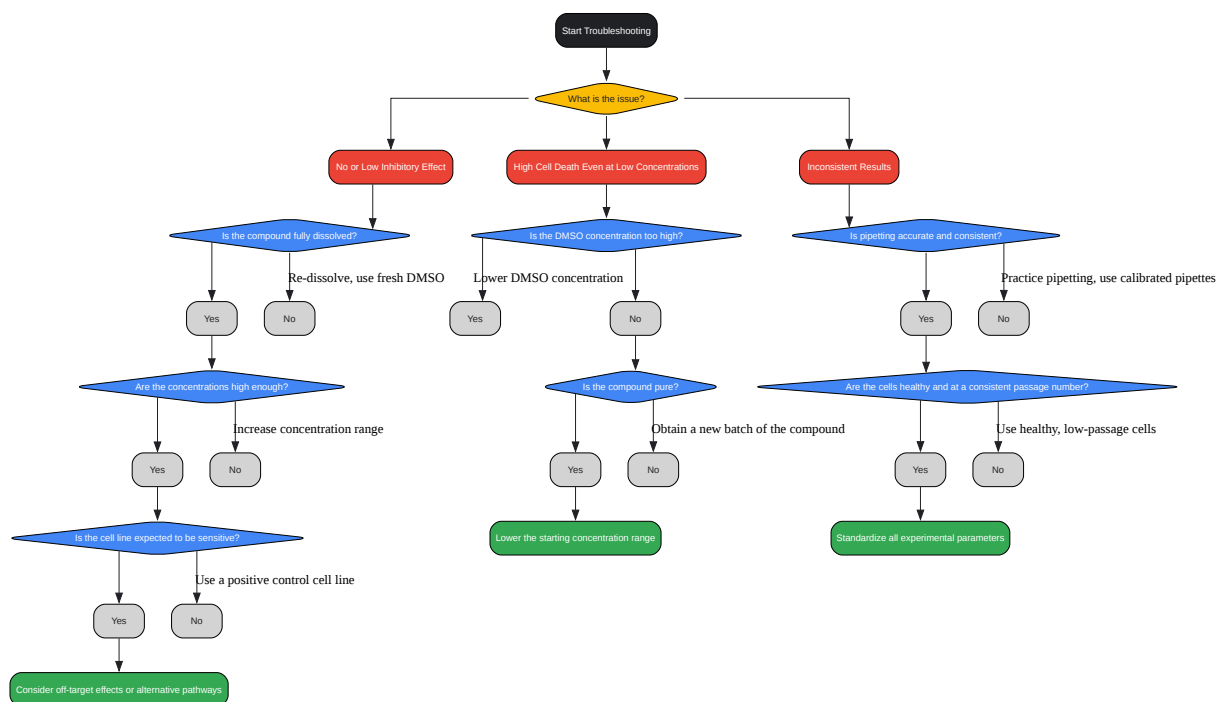 Start Troubleshooting
What is the issue?
No or Low Inhibitory Effect
High Cell Death Even at Low Concentrations
Inconsistent Results
Is the compound fully dissolved?
Is the DMSO concentration too high?
Is pipetting accurate and consistent?
Re-dissolve, use fresh DMSO
Lower DMSO concentration
Practice pipetting, use calibrated pipettes
Yes
No
Yes
No
Yes
No
Are the concentrations high enough?
Is the compound pure?
Are the cells healthy and at a consistent passage number?
Increase concentration range
Obtain a new batch of the compound
Use healthy, low-passage cells
Yes
No
Yes
No
Yes
No
Is the cell line expected to be sensitive?
Lower the starting concentration range
Standardize all experimental parameters
Use a positive control cell line
Yes
No
Consider off-target effects or alternative pathways